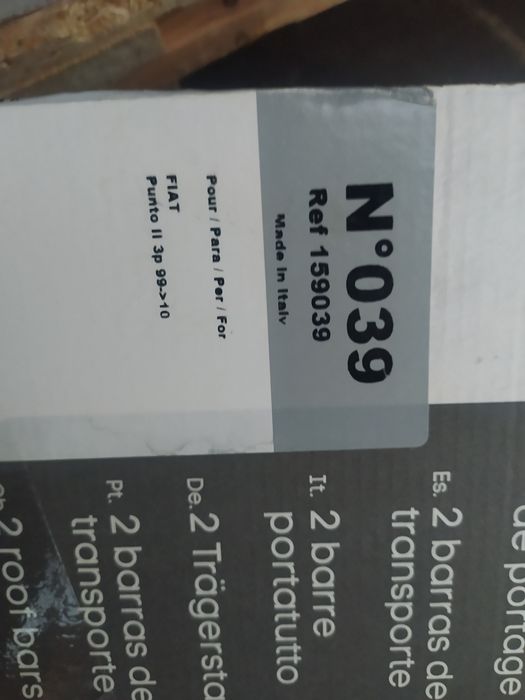 N°039
Ref 159039
Made in Italy
Pour / Para / Per / For
FIAT
Punto II 3p 99->10
de portage
Es. 2 barras de
transporte
It. 2 barre
portatutto
De. 2 Trägersta
Pt. 2 barras de
transporte
2 roof bars